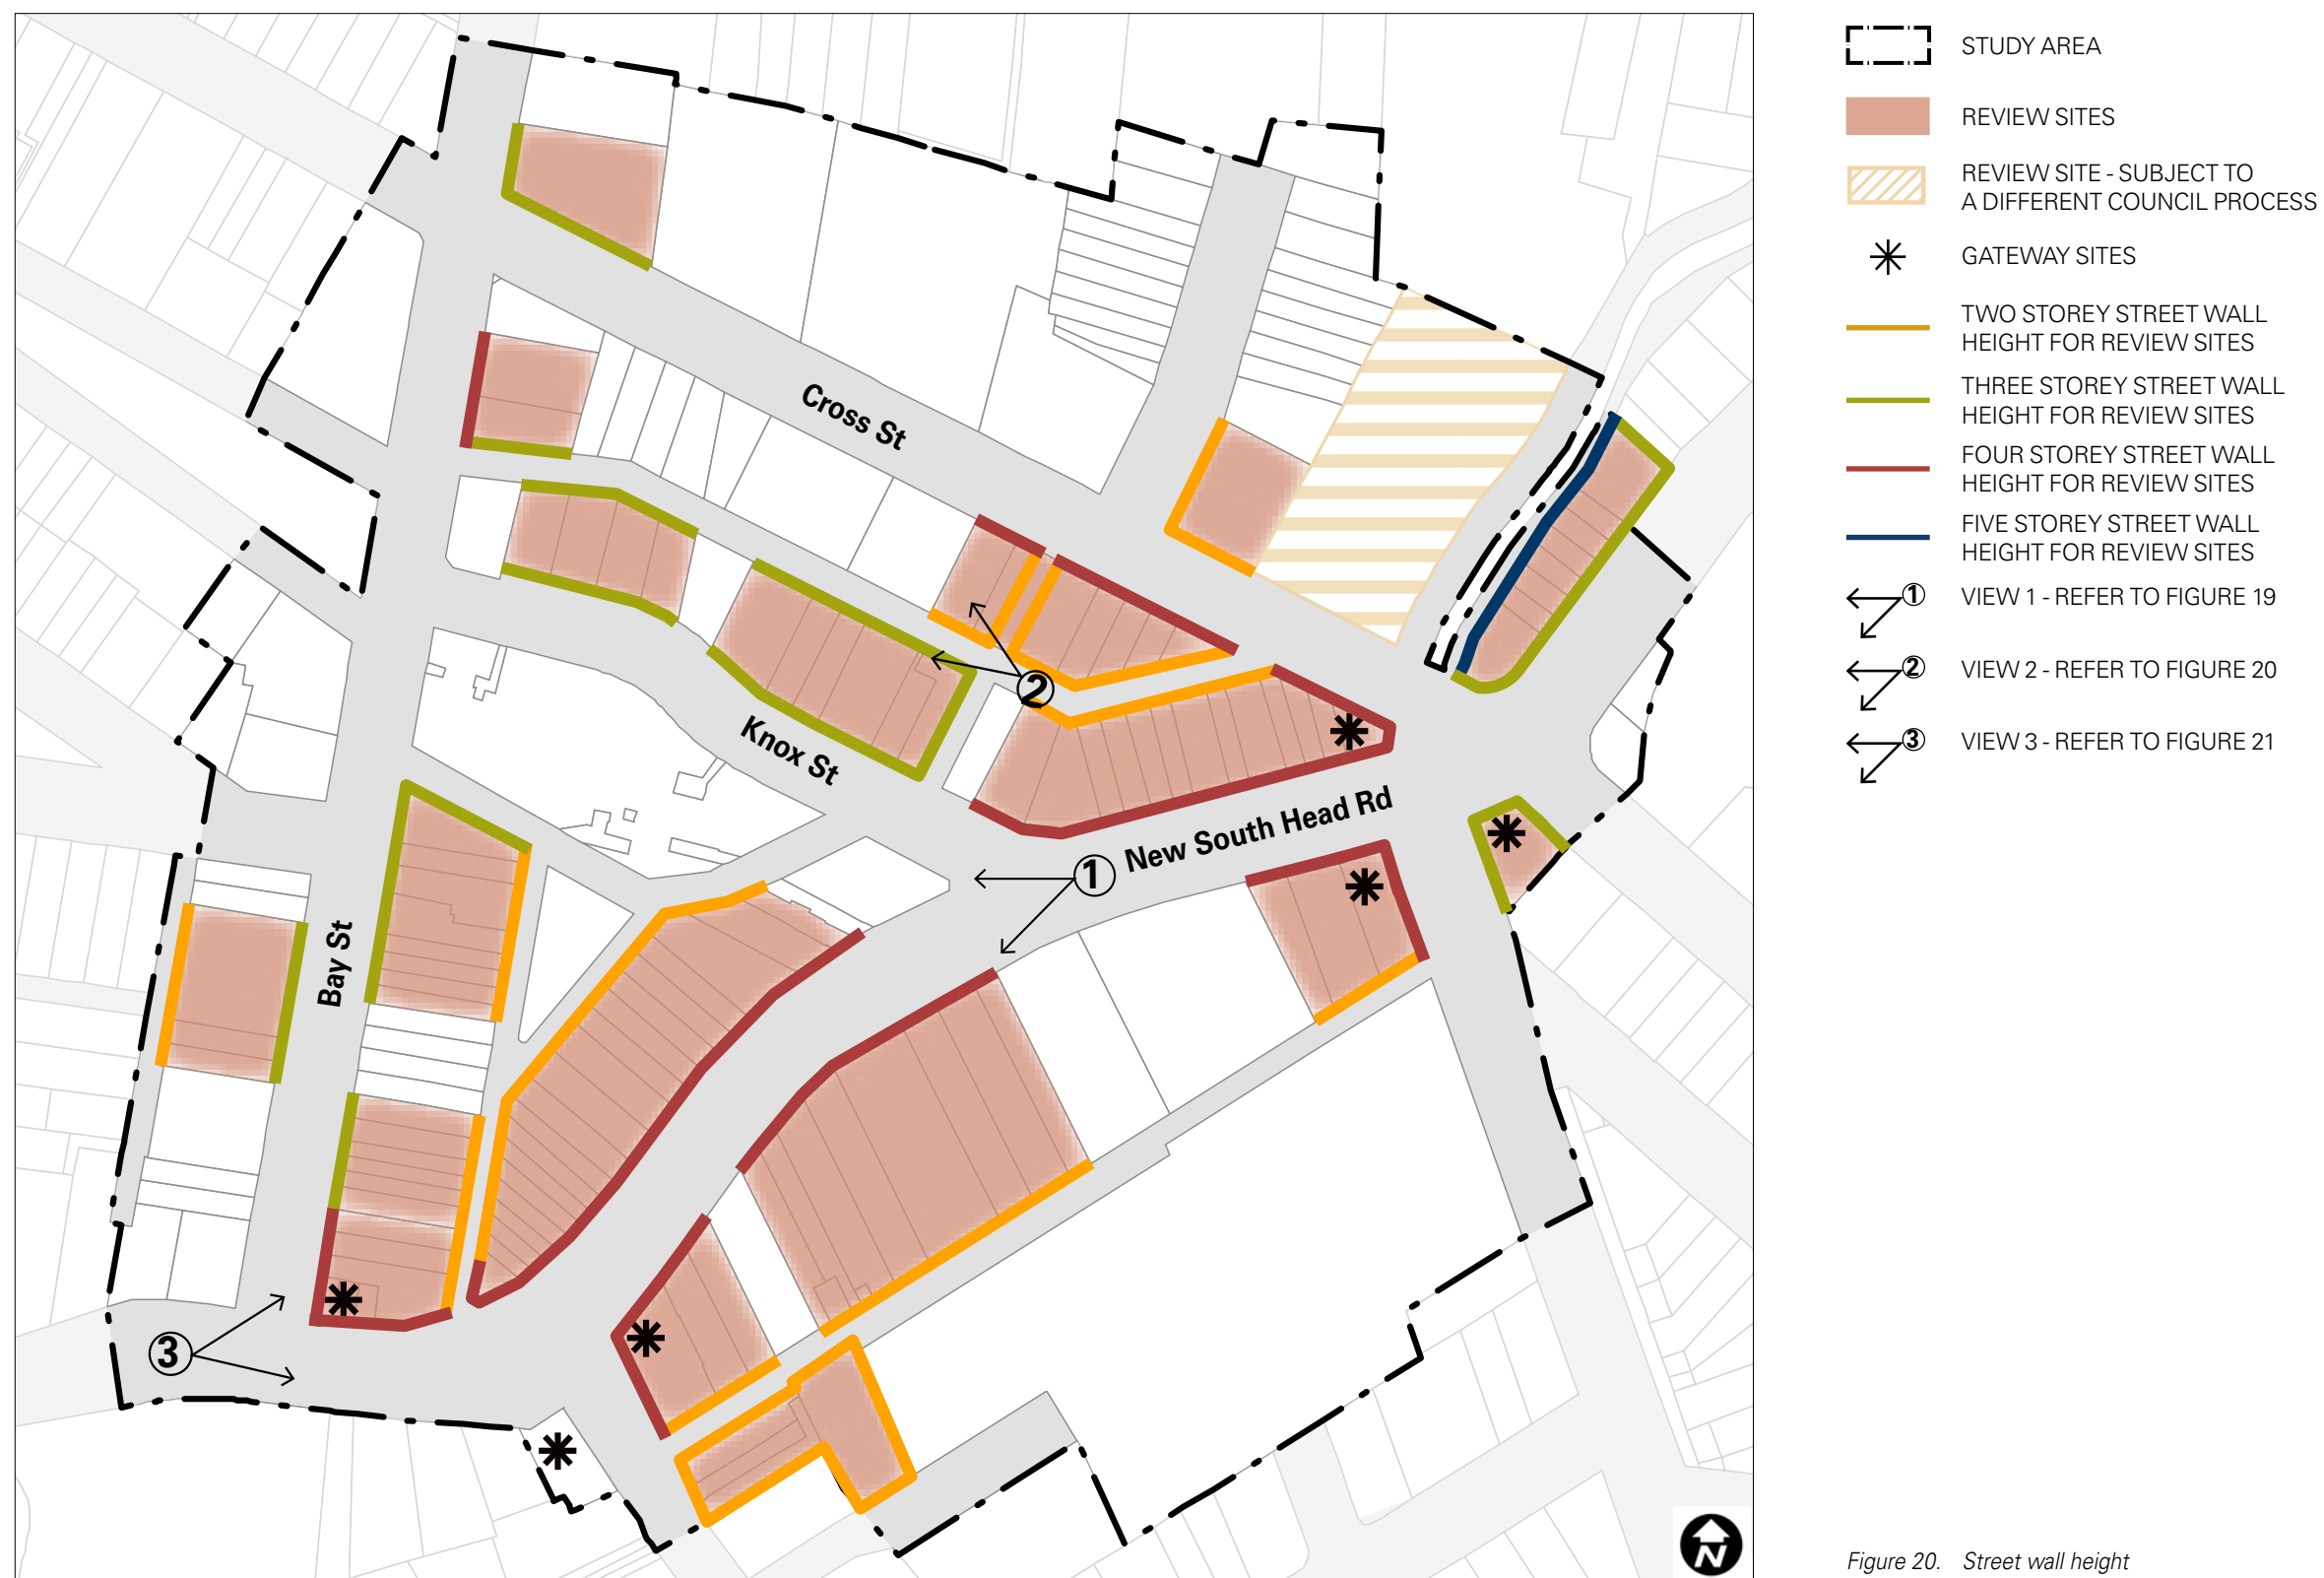 STUDY AREA
REVIEW SITES
REVIEW SITE - SUBJECT TO
A DIFFERENT COUNCIL PROCESS
GATEWAY SITES
TWO STOREY STREET WALL
HEIGHT FOR REVIEW SITES
THREE STOREY STREET WALL
HEIGHT FOR REVIEW SITES
FOUR STOREY STREET WALL
HEIGHT FOR REVIEW SITES
FIVE STOREY STREET WALL
HEIGHT FOR REVIEW SITES
1 VIEW 1 - REFER TO FIGURE 19
2 VIEW 2 - REFER TO FIGURE 20
3 VIEW 3 - REFER TO FIGURE 21
Cross St
2
Knox St
New South Head Rd
1
Bay St
3
N
Figure 20. Street wall height